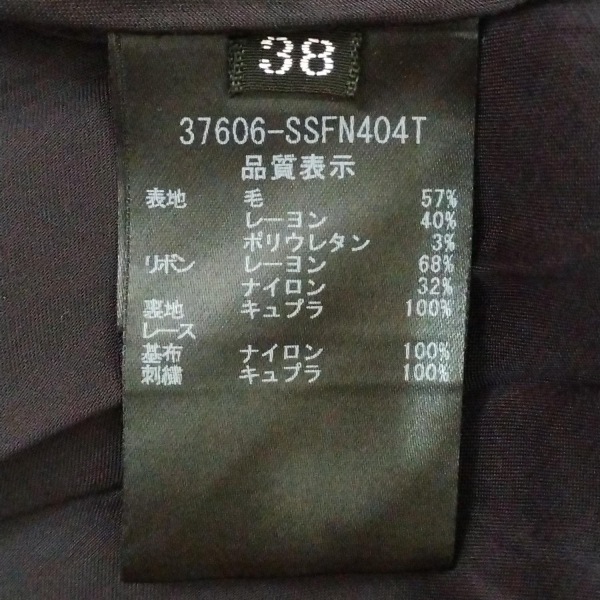 38
37606-SSFN404T
品質表示
表地 毛 57%
レーヨン 40%
ポリウレタン 3%
リボン レーヨン 68%
ナイロン 32%
裏地 キュプラ 100%
レース
基布 ナイロン 100%
刺繍 キュプラ 100%